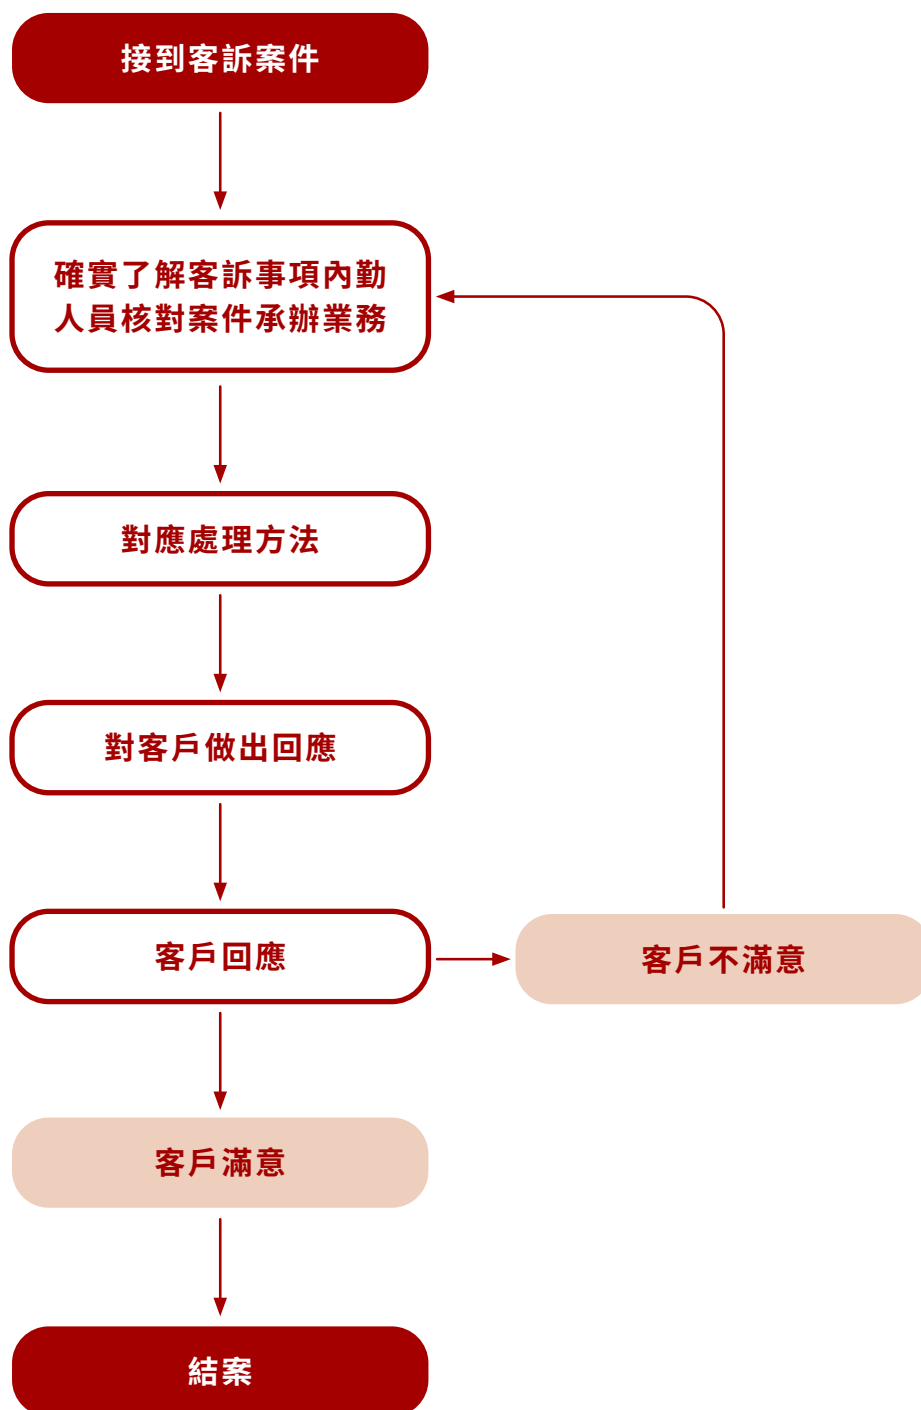 接到客訴案件
確實了解客訴事項內勤
人員核對案件承辦業務
對應處理方法
對客戶做出回應
客戶回應
客戶不滿意
客戶滿意
結案